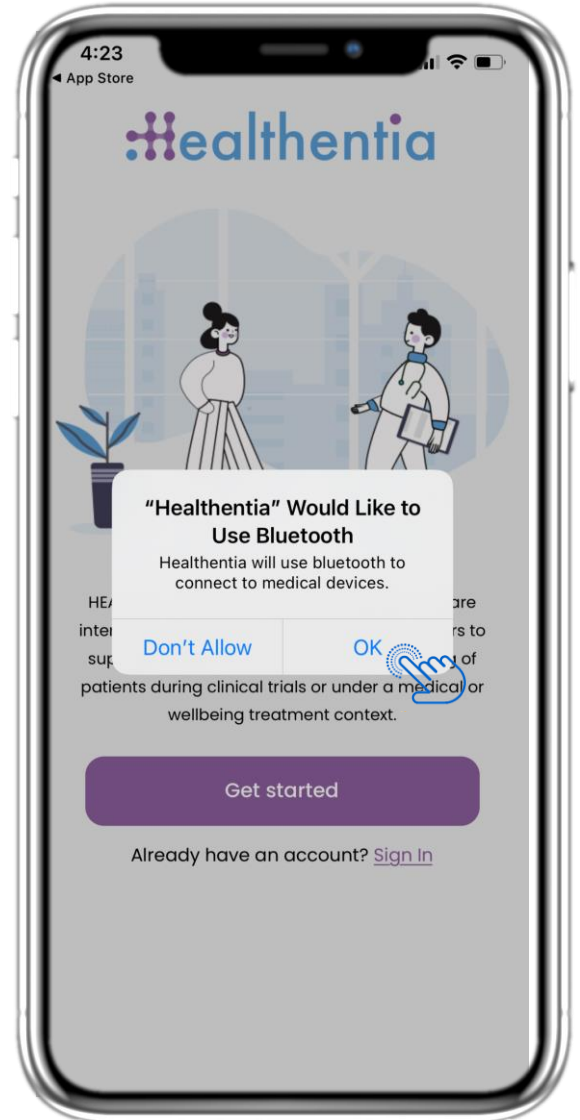 4:23
◀ App Store
Healthentia
"Healthentia" Would Like to
Use Bluetooth
Healthentia will use bluetooth to
connect to medical devices.
Don't Allow OK
patients during clinical trials or under a medical or
wellbeing treatment context.
Get started
Already have an account? Sign In